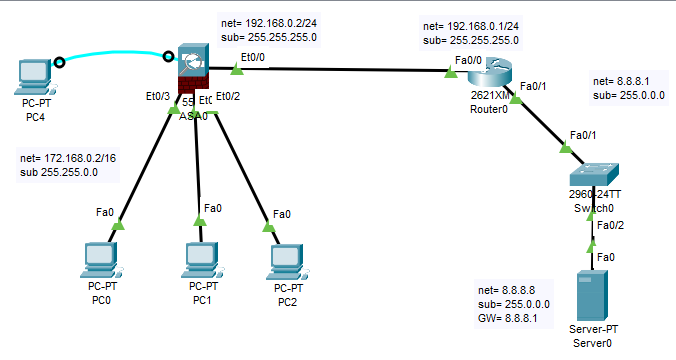 net= 192.168.0.2/24
sub= 255.255.255.0
net= 192.168.0.1/24
sub= 255.255.255.0
Et0/0
Fa0/0
2621XM
Router0
Fa0/1
net= 8.8.8.1
sub= 255.0.0.0
PC-PT
PC4
Et0/3
55
Et0/2
ASA0
Fa0/1
2960-24TT
Switch0
net= 172.168.0.2/16
sub 255.255.0.0
Fa0/2
Fa0
Fa0
Fa0
Fa0
PC-PT
PC0
PC-PT
PC1
PC-PT
PC2
net= 8.8.8.8
sub= 255.0.0.0
GW= 8.8.8.1
Server-PT
Server0